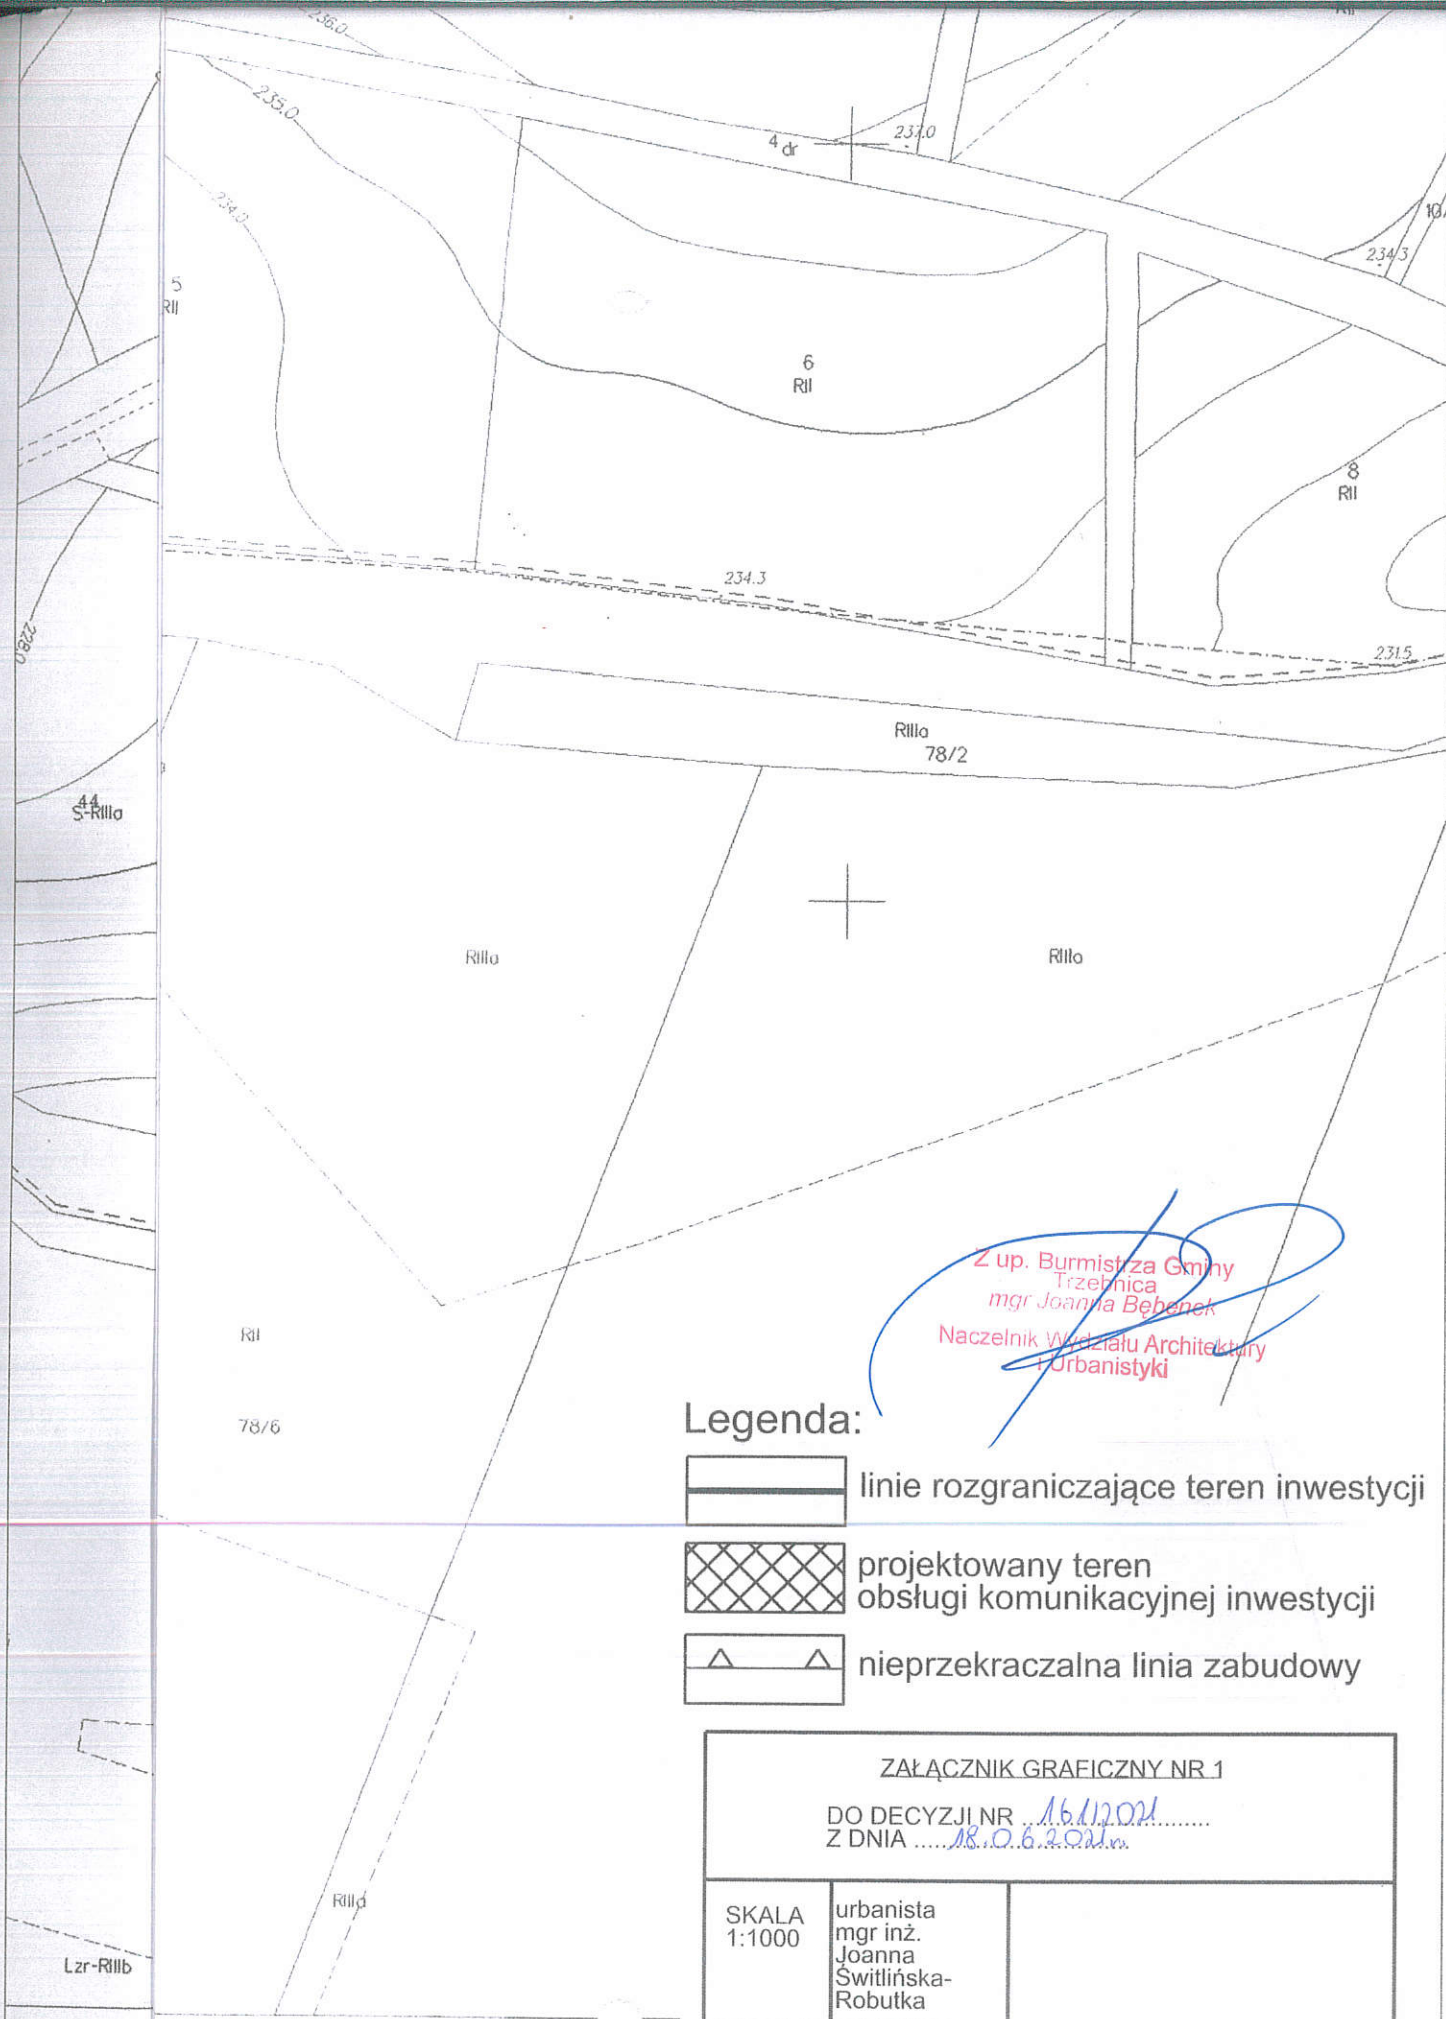 236.0
RII
235.0
4 dr
237.0
234.0
10/
234.3
5
RII
6
RII
8
RII
234.3
228.0
231.5
RIIIa
78/2
44
S-RIIIa
RIIIa
RIIIa
Z up. Burmistrza Gminy
Trzebnica
mgr Joanna Bębenek
Naczelnik Wydziału Architektury
i Urbanistyki
RII
78/6
Legenda:
linie rozgraniczające teren inwestycji
projektowany teren
obsługi komunikacyjnej inwestycji
nieprzekraczalna linia zabudowy
ZAŁĄCZNIK GRAFICZNY NR 1
DO DECYZJI NR 161/2021
Z DNIA 18.06.2021r.
RIIIa
SKALA
1:1000
urbanista
mgr inż.
Joanna
Świtlińska-
Robutka
Lzr-RIIIb